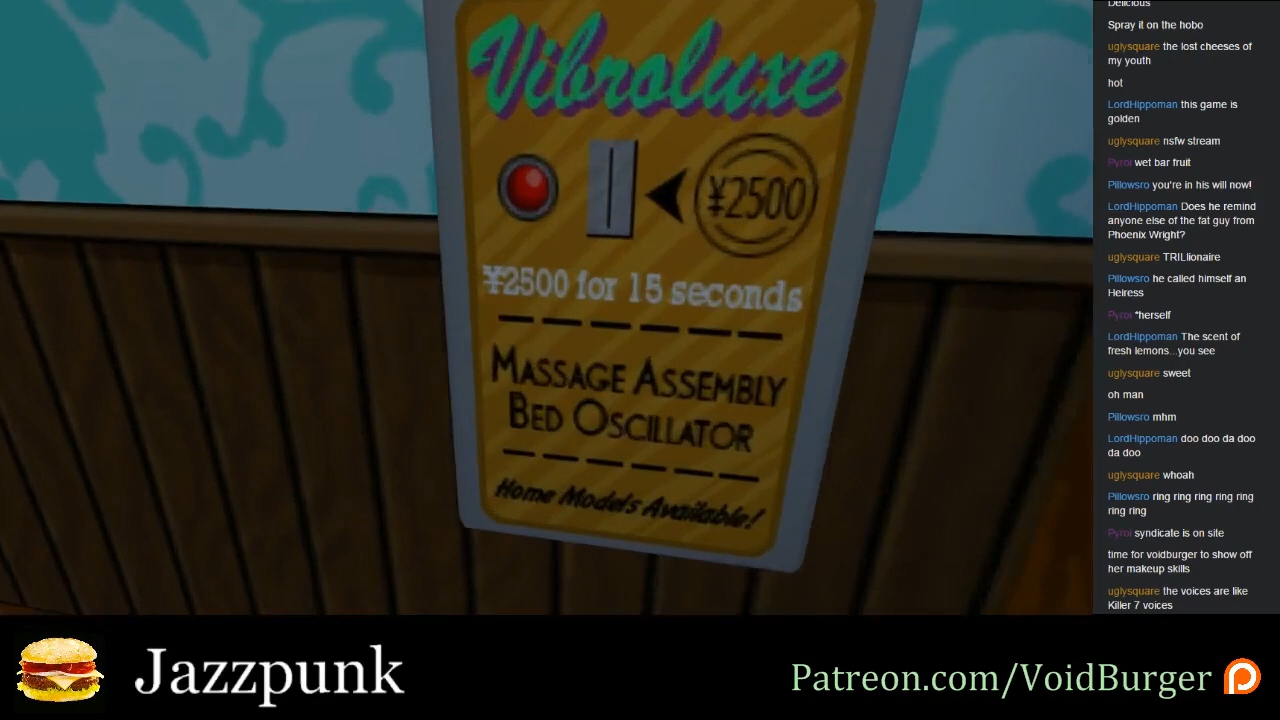 Vibroluxe
¥2500
¥2500 for 15 seconds
MASSAGE ASSEMBLY
BED OSCILLATOR
Home Models Available!
Delicious
Spray it on the hobo
uglysquare the lost cheeses of
my youth
hot
LordHippoman this game is
golden
uglysquare nsfw stream
Pyroi wet bar fruit
Pillowsro you're in his will now!
LordHippoman Does he remind
anyone else of the fat guy from
Phoenix Wright?
uglysquare TRILlionaire
Pillowsro he called himself an
Heiress
Pyroi *herself
LordHippoman The scent of
fresh lemons...you see
uglysquare sweet
oh man
Pillowsro mhm
LordHippoman doo doo da doo
da doo
uglysquare whoah
Pillowsro ring ring ring ring ring
ring ring
Pyroi syndicate is on site
time for voidburger to show off
her makeup skills
uglysquare the voices are like
Killer 7 voices
Jazzpunk
Patreon.com/VoidBurger